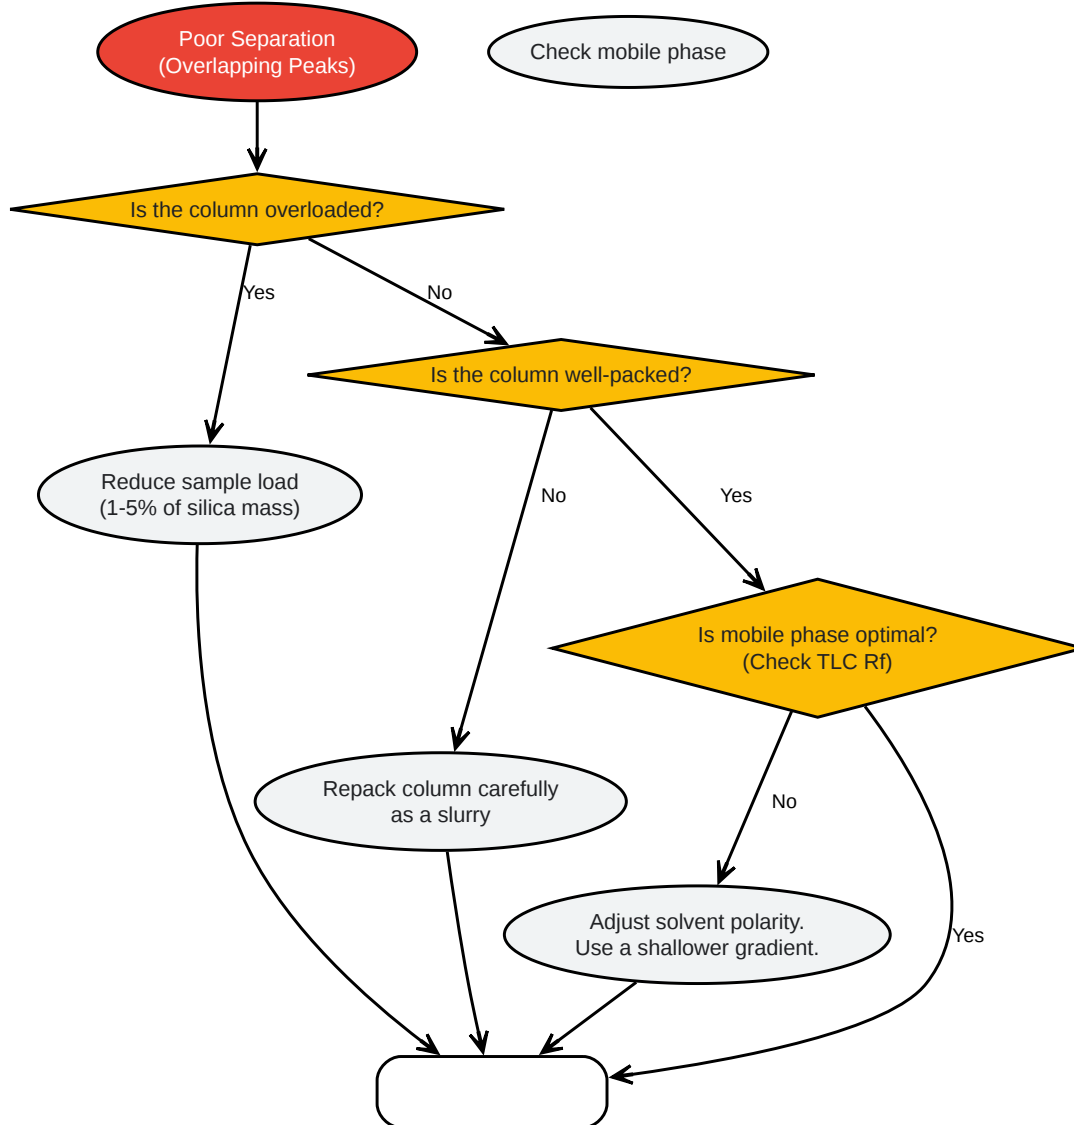 Poor Separation
(Overlapping Peaks)
Check mobile phase
Is the column overloaded?
Yes
No
Is the column well-packed?
Reduce sample load
(1-5% of silica mass)
No
Yes
Is mobile phase optimal?
(Check TLC Rf)
Repack column carefully
as a slurry
No
Adjust solvent polarity.
Use a shallower gradient.
Yes